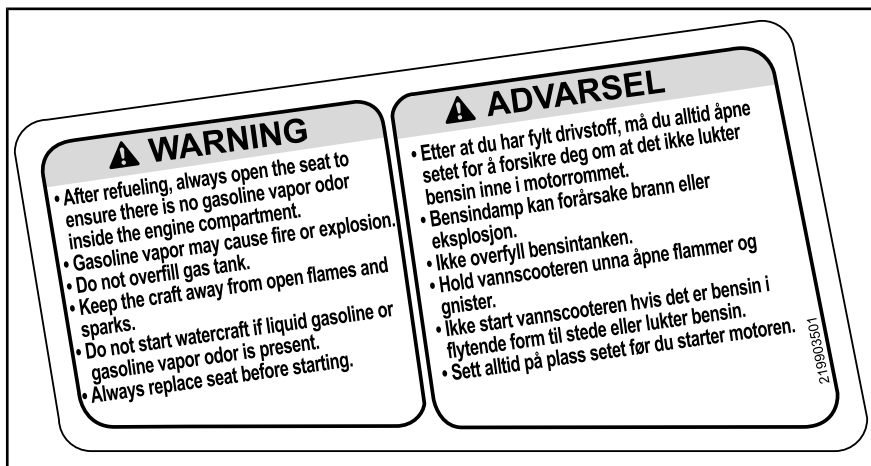 ⚠ WARNING
• After refueling, always open the seat to
ensure there is no gasoline vapor odor
inside the engine compartment.
• Gasoline vapor may cause fire or explosion.
• Do not overfill gas tank.
• Keep the craft away from open flames and
sparks.
• Do not start watercraft if liquid gasoline or
gasoline vapor odor is present.
• Always replace seat before starting.
⚠ ADVARSEL
• Etter at du har fylt drivstoff, må du alltid åpne
setet for å forsikre deg om at det ikke lukter
bensin inne i motorrommet.
• Bensindamp kan forårsake brann eller
eksplosjon.
• Ikke overfyll bensintanken.
• Hold vannscooteren unna åpne flammer og
gnister.
• Ikke start vannscooteren hvis det er bensin i
flytende form til stede eller lukter bensin.
• Sett alltid på plass setet før du starter motoren.
219903501